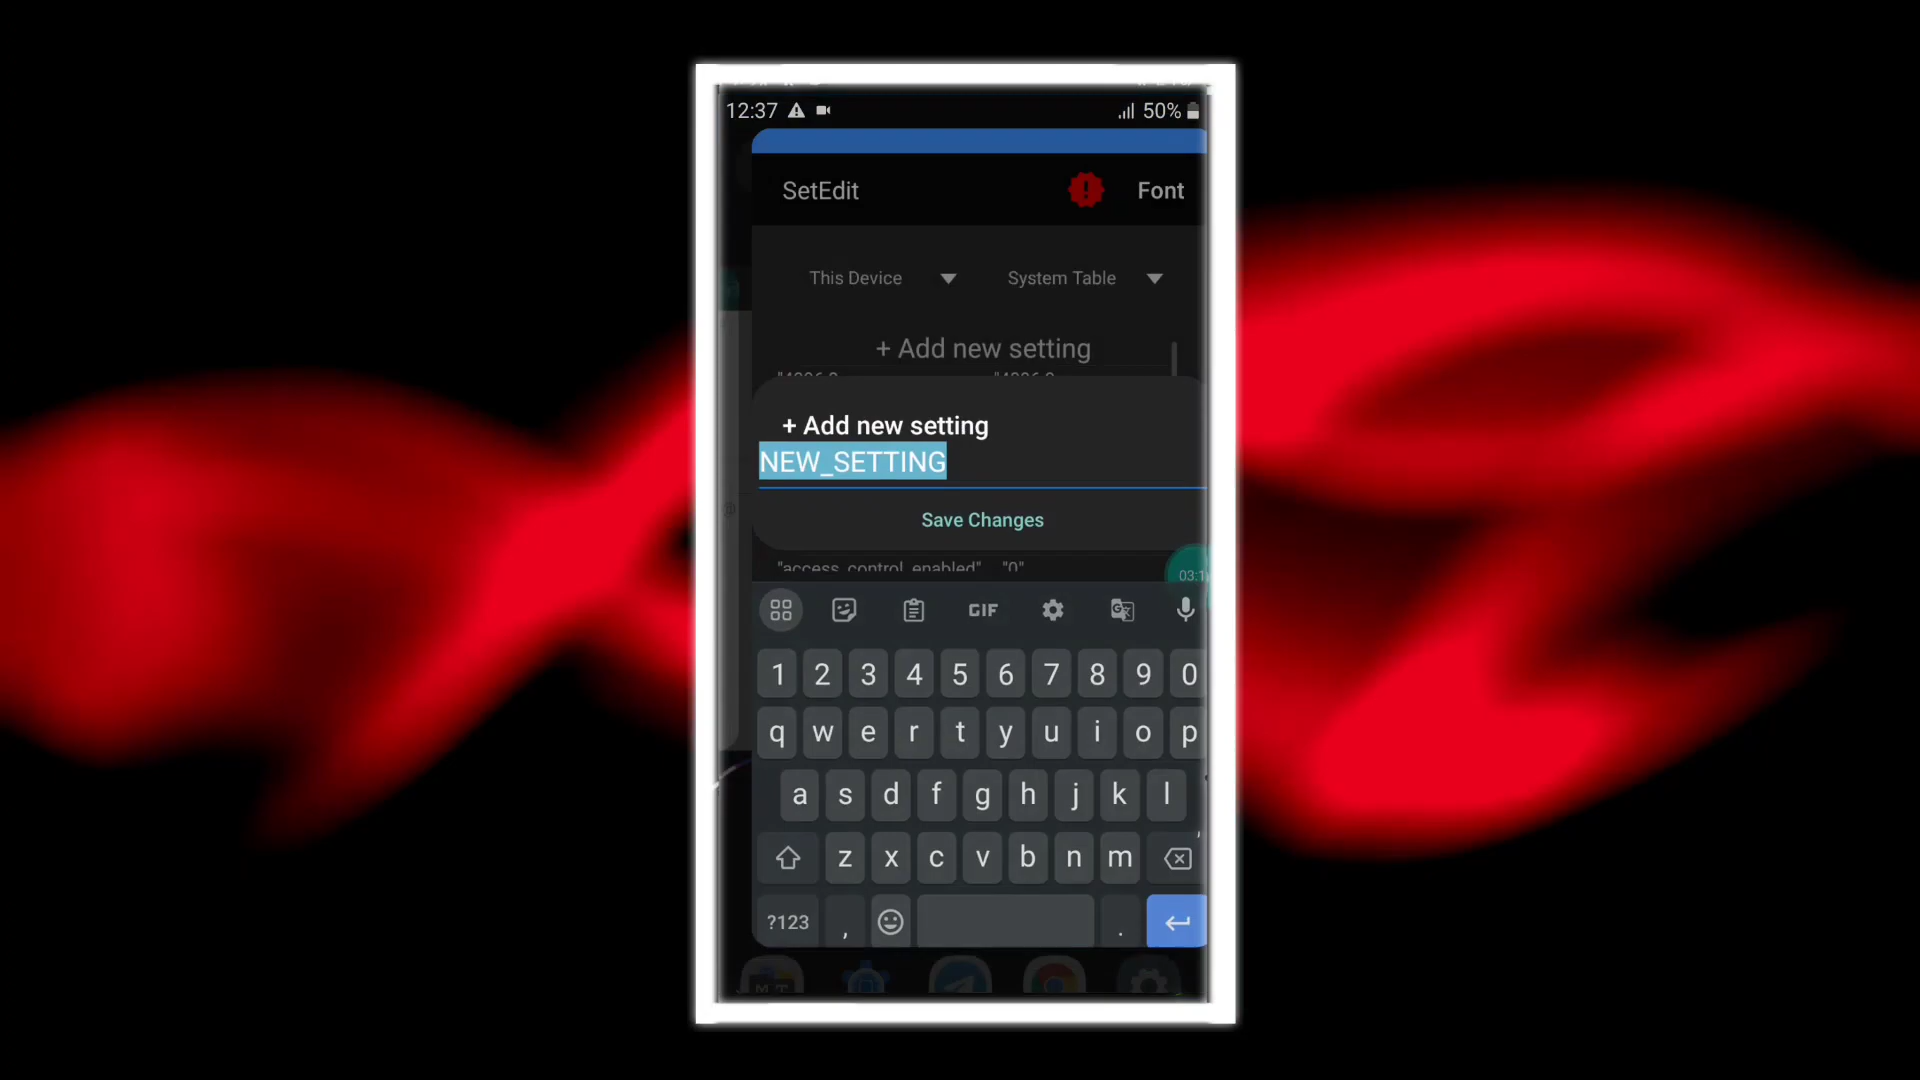 12:37 50%
SetEdit Font
This Device System Table
+ Add new setting
+ Add new setting
NEW_SETTING
Save Changes
"access_control_enabled" "0"
GIF
1 2 3 4 5 6 7 8 9 0
q w e r t y u i o p
a s d f g h j k l
z x c v b n m
?123 , .